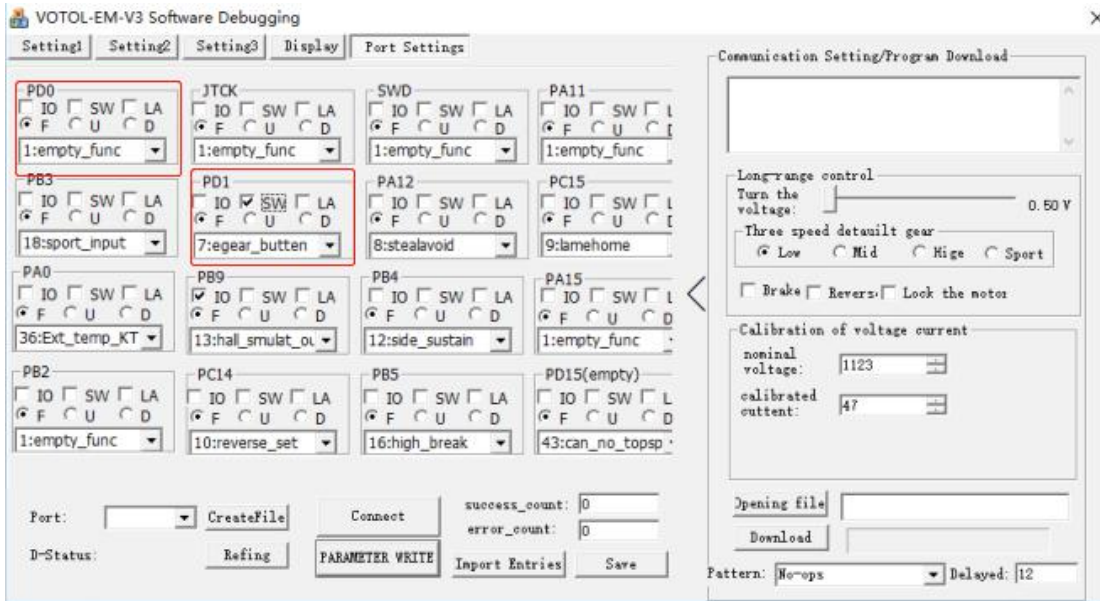 VOTOL-EM-V3 Software Debugging
Setting1 Setting2 Setting3 Display Port Settings
Communication Setting/Program Download
PD0 JTCK SWD PA11
IO SW LA IO SW LA IO SW LA IO SW L
F U D F U D F U D F U D
1:empty_func 1:empty_func 1:empty_func 1:empty_func
PB3 PD1 PA12 PC15
IO SW LA IO SW LA IO SW LA IO SW L
F U D F U D F U D F U D
18:sport_input 7:egear_butten 8:stealavoid 9:lamehome
PA0 PB9 PB4 PA15
IO SW LA IO SW LA IO SW LA IO SW L
F U D F U D F U D F U D
36:Ext_temp_KT 13:hall_smulat_ou 12:side_sustain 1:empty_func
PB2 PC14 PB5 PD15(empty)
IO SW LA IO SW LA IO SW LA IO SW L
F U D F U D F U D F U D
1:empty_func 10:reverse_set 16:high_break 43:can_no_topsp
Port: CreateFile Connect success_count: 0
error_count: 0
D-Status: Refing PARAMETER WRITE Import Entries Save
Long-range control
Turn the
voltage: 0.50 V
Three speed detauilt gear
Low Mid Hige Sport
Brake Revers Lock the motor
Calibration of voltage current
nominal
voltage: 1123
calibrated
cuttent: 47
Opening file
Download
Pattern: No-ops Delayed: 12